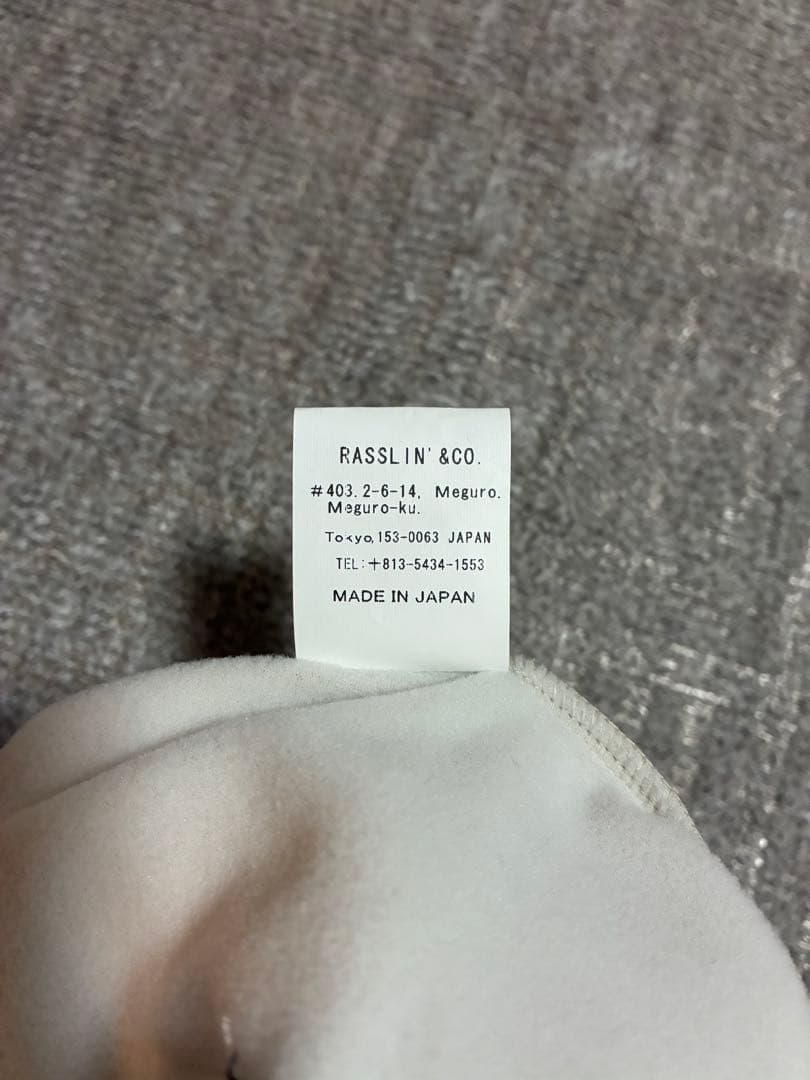 RASSLIN' &CO.
#403. 2-6-14, Meguro.
Meguro-ku.
Tokyo, 153-0063 JAPAN
TEL:+813-5434-1553
MADE IN JAPAN